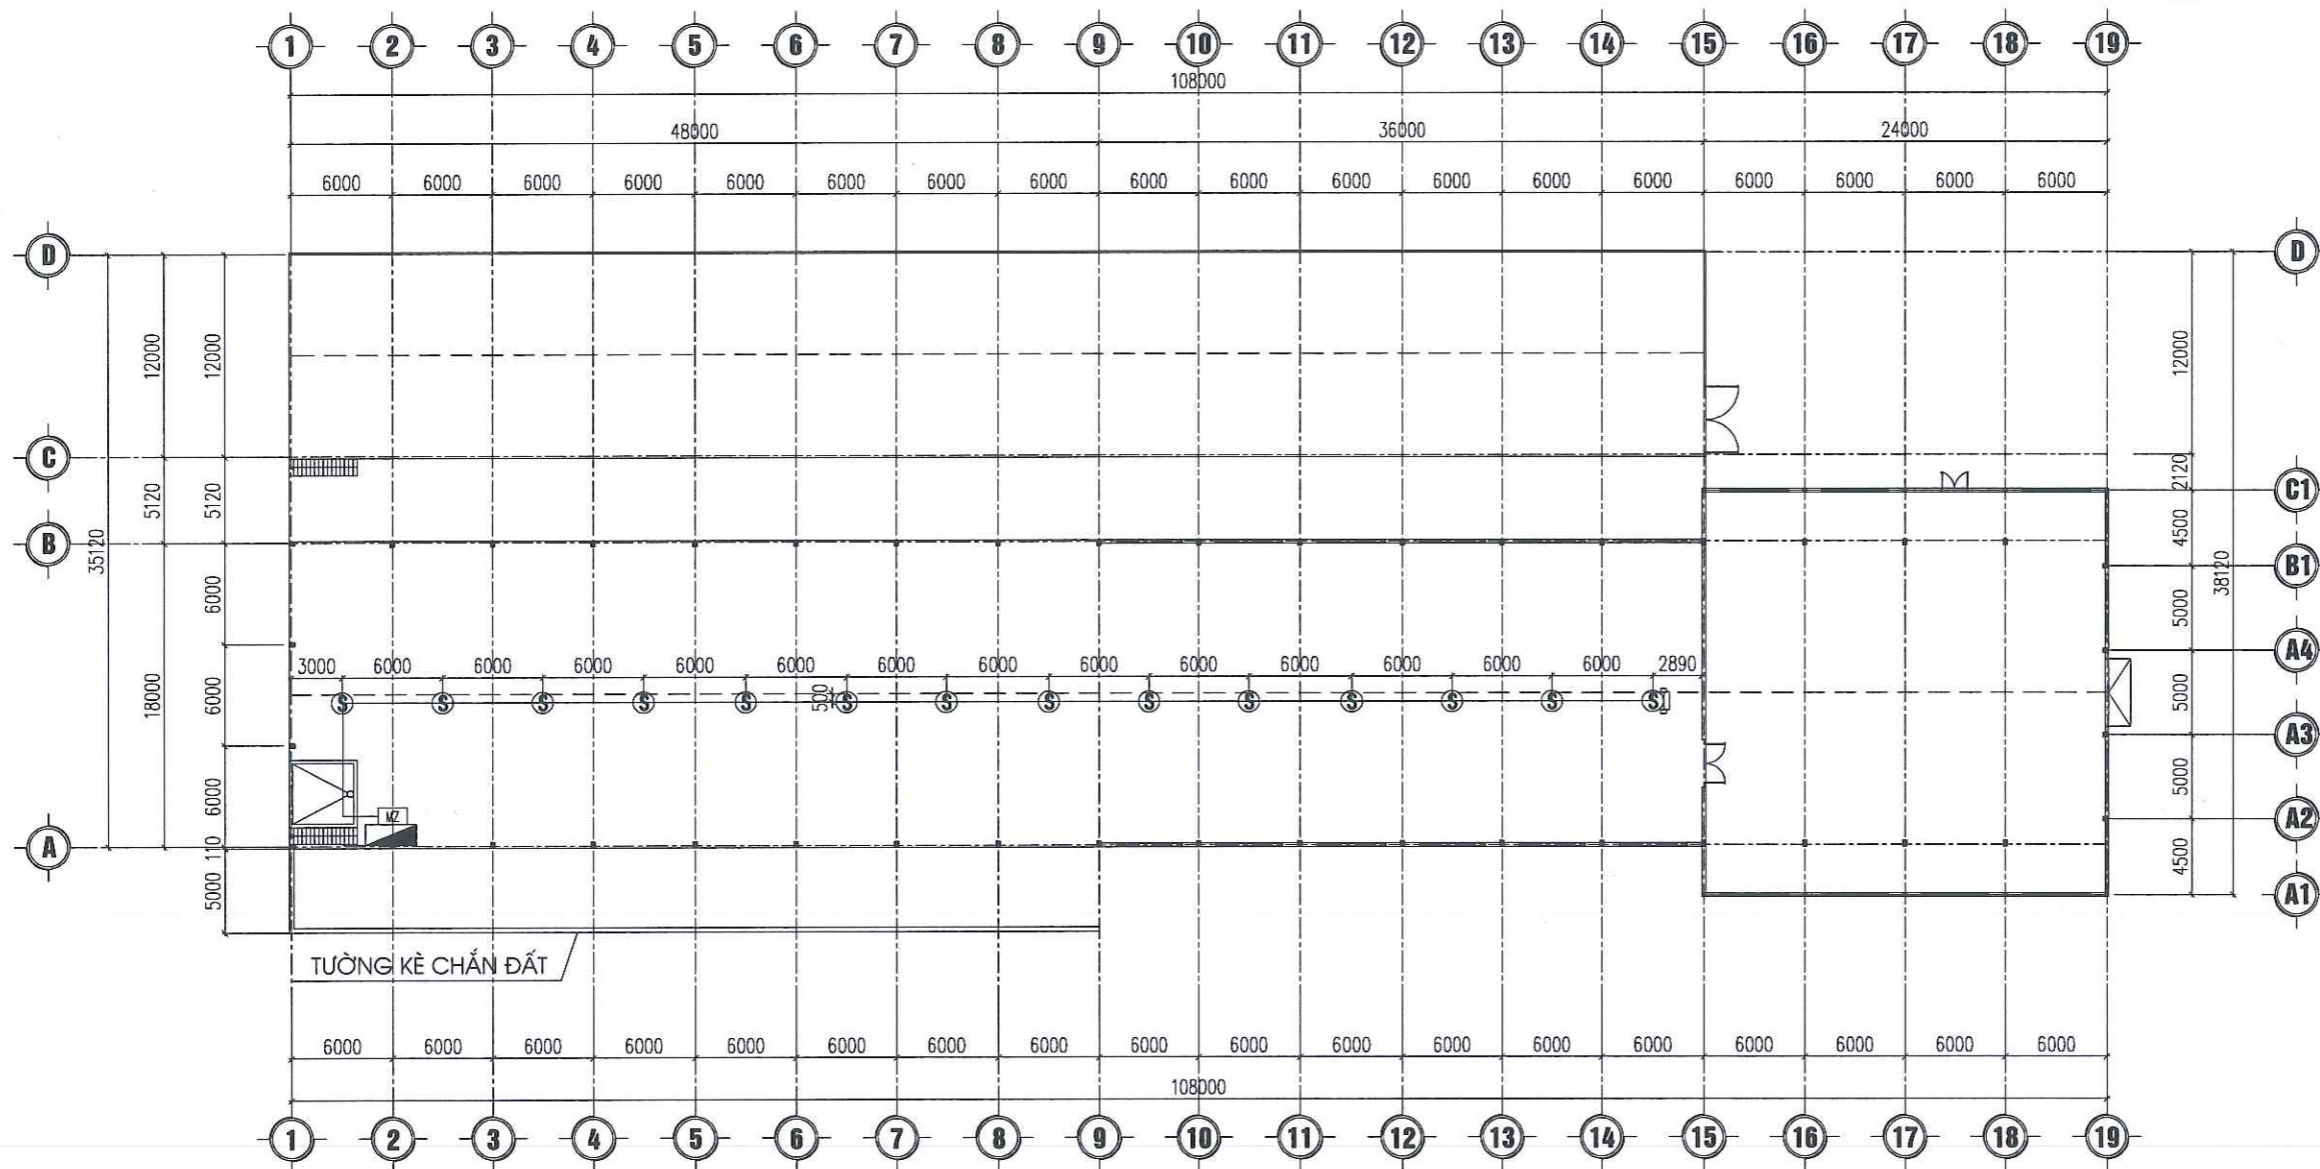 1 2 3 4 5 6 7 8 9 10 11 12 13 14 15 16 17 18 19
108000
48000 36000 24000
6000 6000 6000 6000 6000 6000 6000 6000 6000 6000 6000 6000 6000 6000 6000 6000 6000 6000
D D
12000 12000 12000
C
2120
C1
5120 5120
4500
B
B1
35120
38120
6000
5000
A4
3000 6000 6000 6000 6000 6000 6000 6000 6000 6000 6000 6000 6000 6000 2890
18000
6000
500
5000
S S S S S S S S S S S S S S
A3
6000
5000
MZ
A2
A
110
4500
5000
A1
TƯỜNG KÈ CHẮN ĐẤT
6000 6000 6000 6000 6000 6000 6000 6000 6000 6000 6000 6000 6000 6000 6000 6000 6000 6000
108000
1 2 3 4 5 6 7 8 9 10 11 12 13 14 15 16 17 18 19